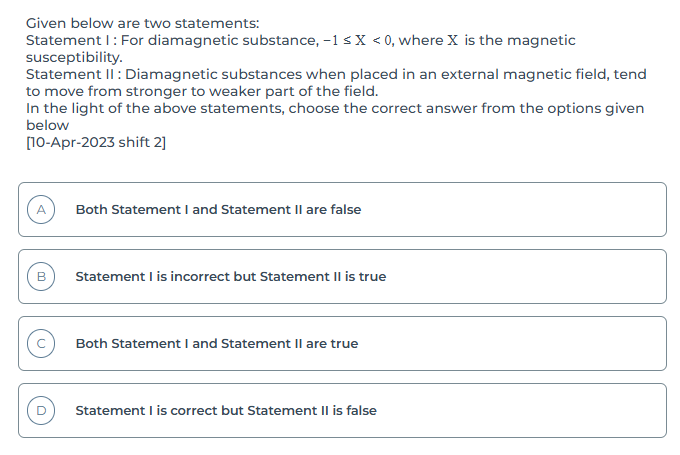 Given below are two statements:
Statement I : For diamagnetic substance, −1 ≤ X < 0, where X is the magnetic
susceptibility.
Statement II : Diamagnetic substances when placed in an external magnetic field, tend
to move from stronger to weaker part of the field.
In the light of the above statements, choose the correct answer from the options given
below
[10-Apr-2023 shift 2]
A Both Statement I and Statement II are false
B Statement I is incorrect but Statement II is true
C Both Statement I and Statement II are true
D Statement I is correct but Statement II is false